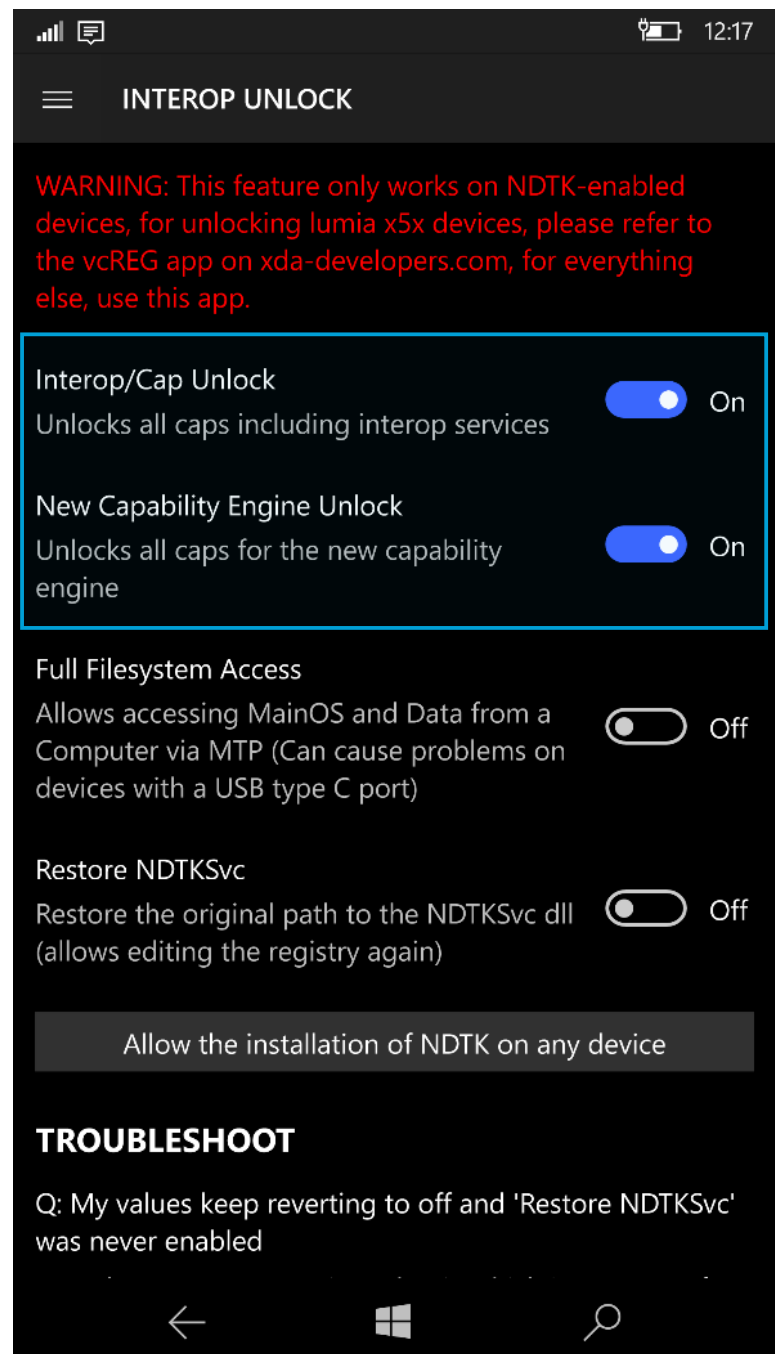 12:17
INTEROP UNLOCK
WARNING: This feature only works on NDTK-enabled
devices, for unlocking lumia x5x devices, please refer to
the vcREG app on xda-developers.com, for everything
else, use this app.
Interop/Cap Unlock
Unlocks all caps including interop services
On
New Capability Engine Unlock
Unlocks all caps for the new capability
engine
On
Full Filesystem Access
Allows accessing MainOS and Data from a
Computer via MTP (Can cause problems on
devices with a USB type C port)
Off
Restore NDTKSvc
Restore the original path to the NDTKSvc dll
(allows editing the registry again)
Off
Allow the installation of NDTK on any device
TROUBLESHOOT
Q: My values keep reverting to off and 'Restore NDTKSvc'
was never enabled